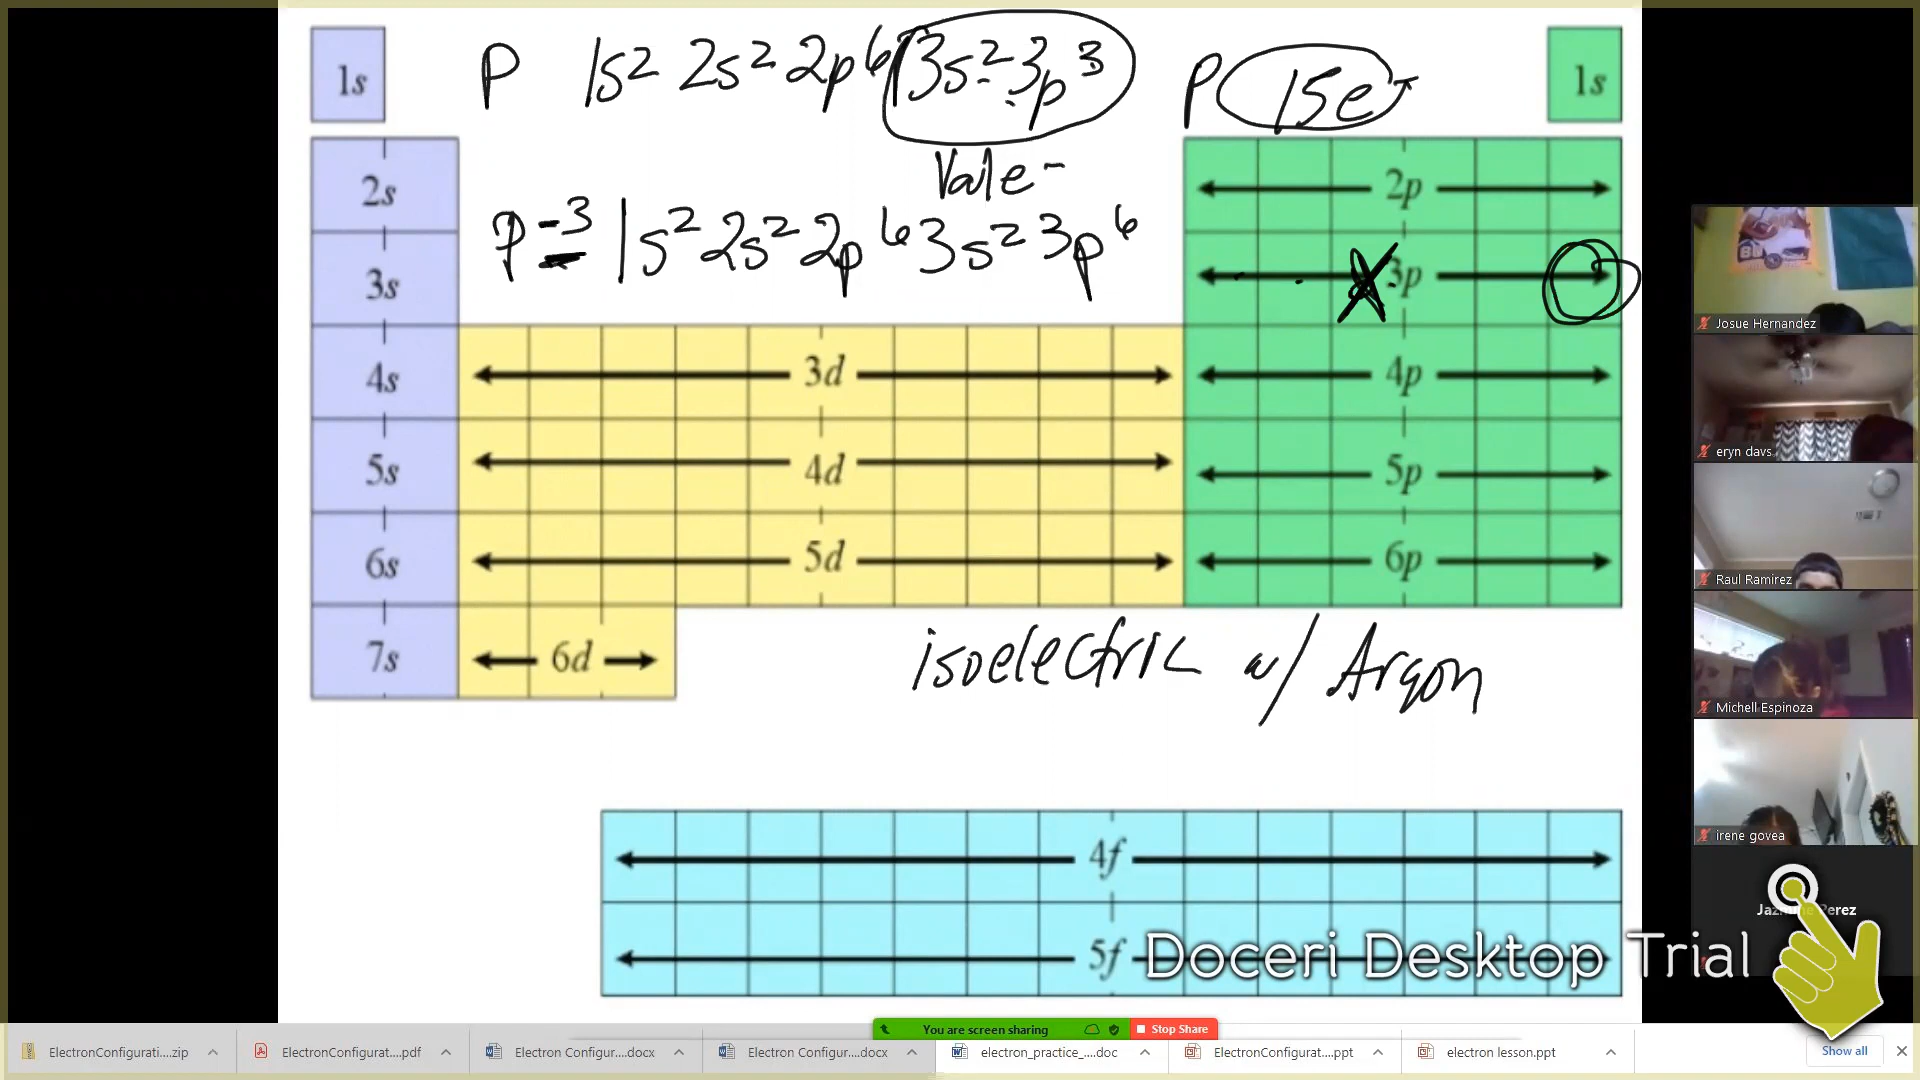 1s
P 1s² 2s² 2p⁶ 3s² 3p³
P 15e⁻
1s
Vale⁻
2s
2p
P⁻³ 1s² 2s² 2p⁶ 3s² 3p⁶
3s
3p
4s
3d
4p
5s
4d
5p
6s
5d
6p
7s
6d
isoelectric w/ Argon
4f
5f
Josue Hernandez
eryn davs
Raul Ramirez
Michell Espinoza
irene govea
Perez
Doceri Desktop Trial
You are screen sharing
Stop Share
ElectronConfigurati....zip
ElectronConfigurat....pdf
Electron Configur....docx
Electron Configur....docx
electron_practice_....doc
ElectronConfigurat....ppt
electron lesson.ppt
Show all